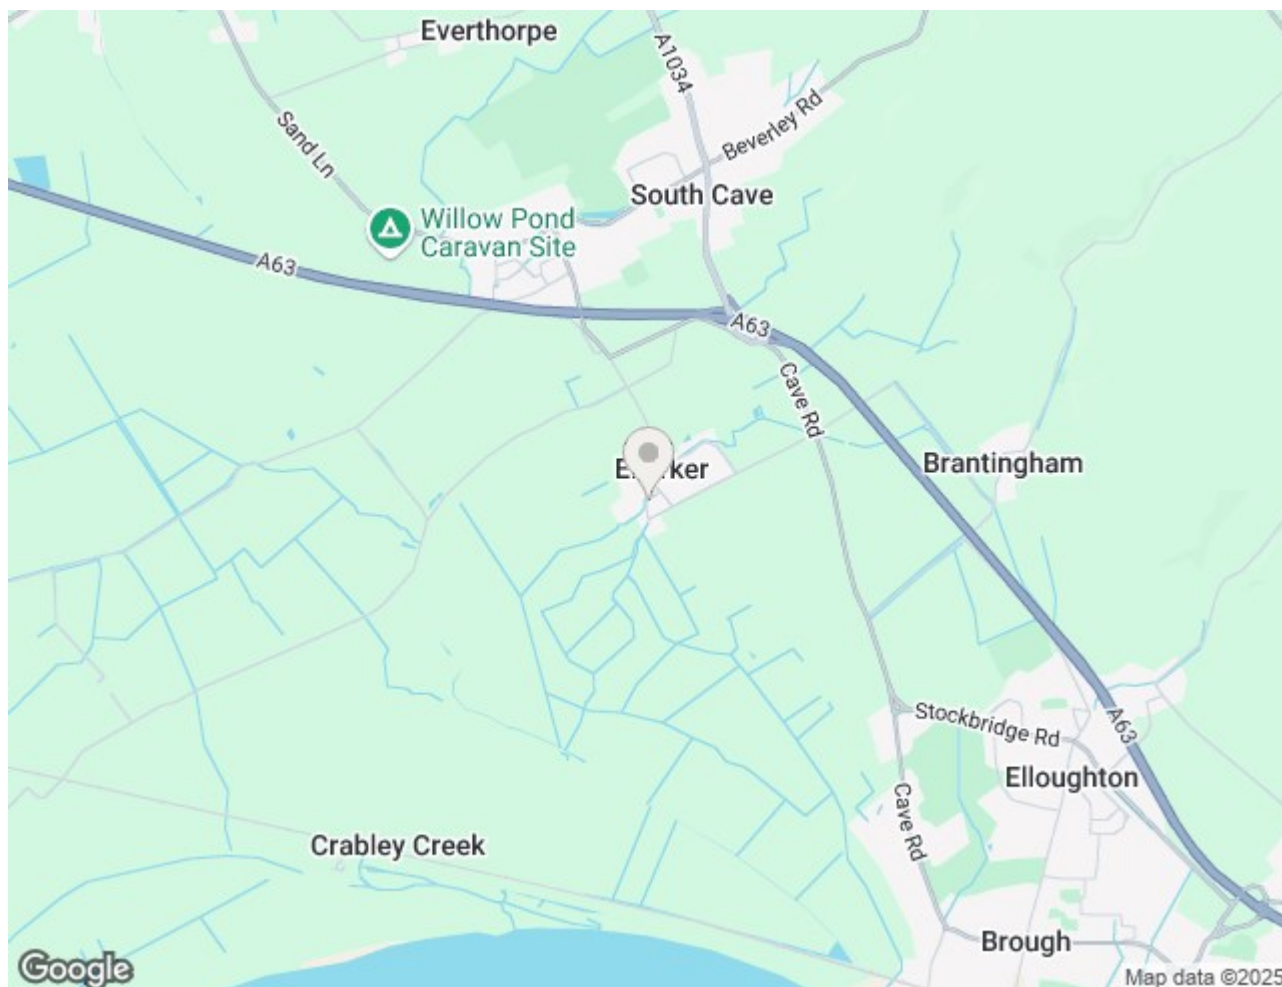 Everthorpe
A1034
Beverley Rd
Sand Ln
South Cave
Willow Pond
Caravan Site
A63
A63
Cave Rd
Brantingham
Stockbridge Rd
A63
Elloughton
Cave Rd
Crabley Creek
Brough
Google
Map data ©2025